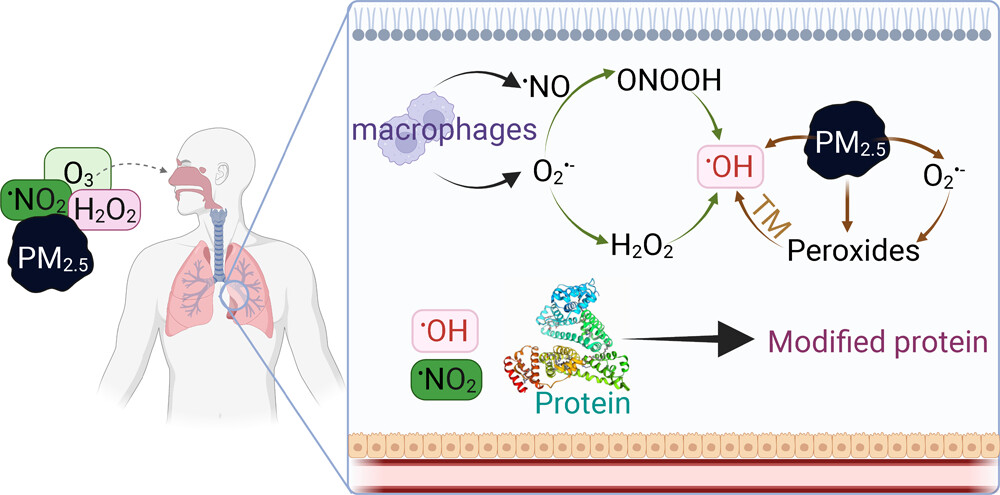 O₃
•NO₂
H₂O₂
PM₂.₅
macrophages
•NO
O₂•-
ONOOH
H₂O₂
•OH
PM₂.₅
O₂•-
TM
Peroxides
•OH
•NO₂
Protein
Modified protein